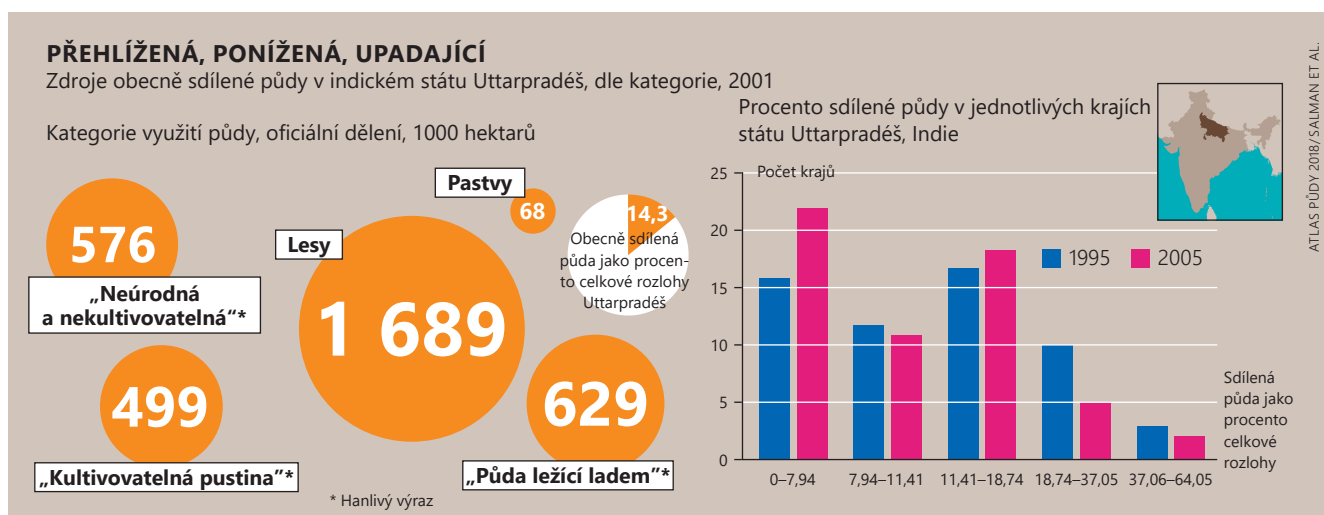 PŘEHLÍŽENÁ, PONÍŽENÁ, UPADAJÍCÍ
Zdroje obecně sdílené půdy v indickém státu Uttarpradéš, dle kategorie, 2001
Kategorie využití půdy, oficiální dělení, 1000 hektarů
576
„Neúrodná
a nekultivovatelná“*
499
„Kultivovatelná pustina”*
Lesy
1 689
Pastvy
68
14,3
Obecně sdílená
půda jako procen-
to celkové rozlohy
Uttarpradéš
629
„Půda ležící ladem”*
* Hanlivý výraz
Procento sdílené půdy v jednotlivých krajích
státu Uttarpradéš, Indie
Počet krajů
25
20
15
10
5
0
1995
2005
0–7,94
7,94–11,41
11,41–18,74
18,74–37,05
37,06–64,05
Sdílená
půda jako
procento
celkové
rozlohy
ATLAS PŮDY 2018/ SALMAN ET AL.